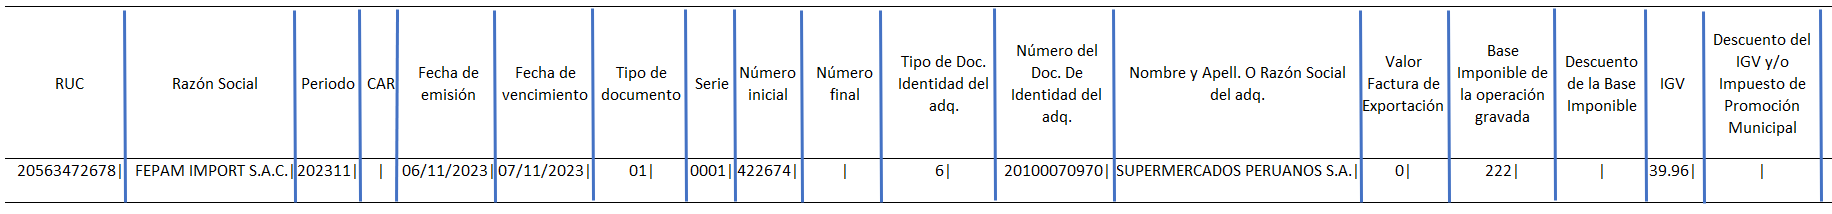 RUC
Razón Social
Periodo
CAR
Fecha de
emisión
Fecha de
vencimiento
Tipo de
documento
Serie
Número
inicial
Número
final
Tipo de Doc.
Identidad del
adq.
Número del
Doc. De
Identidad del
adq.
Nombre y Apell. O Razón Social
del adq.
Valor
Factura de
Exportación
Base
Imponible de
la operación
gravada
Descuento
de la Base
Imponible
IGV
Descuento del
IGV y/o
Impuesto de
Promoción
Municipal
20563472678| FEPAM IMPORT S.A.C.| 202311| | 06/11/2023| 07/11/2023| 01| 0001| 422674| | 6| 20100070970| SUPERMERCADOS PERUANOS S.A.| 0| 222| | 39.96| |